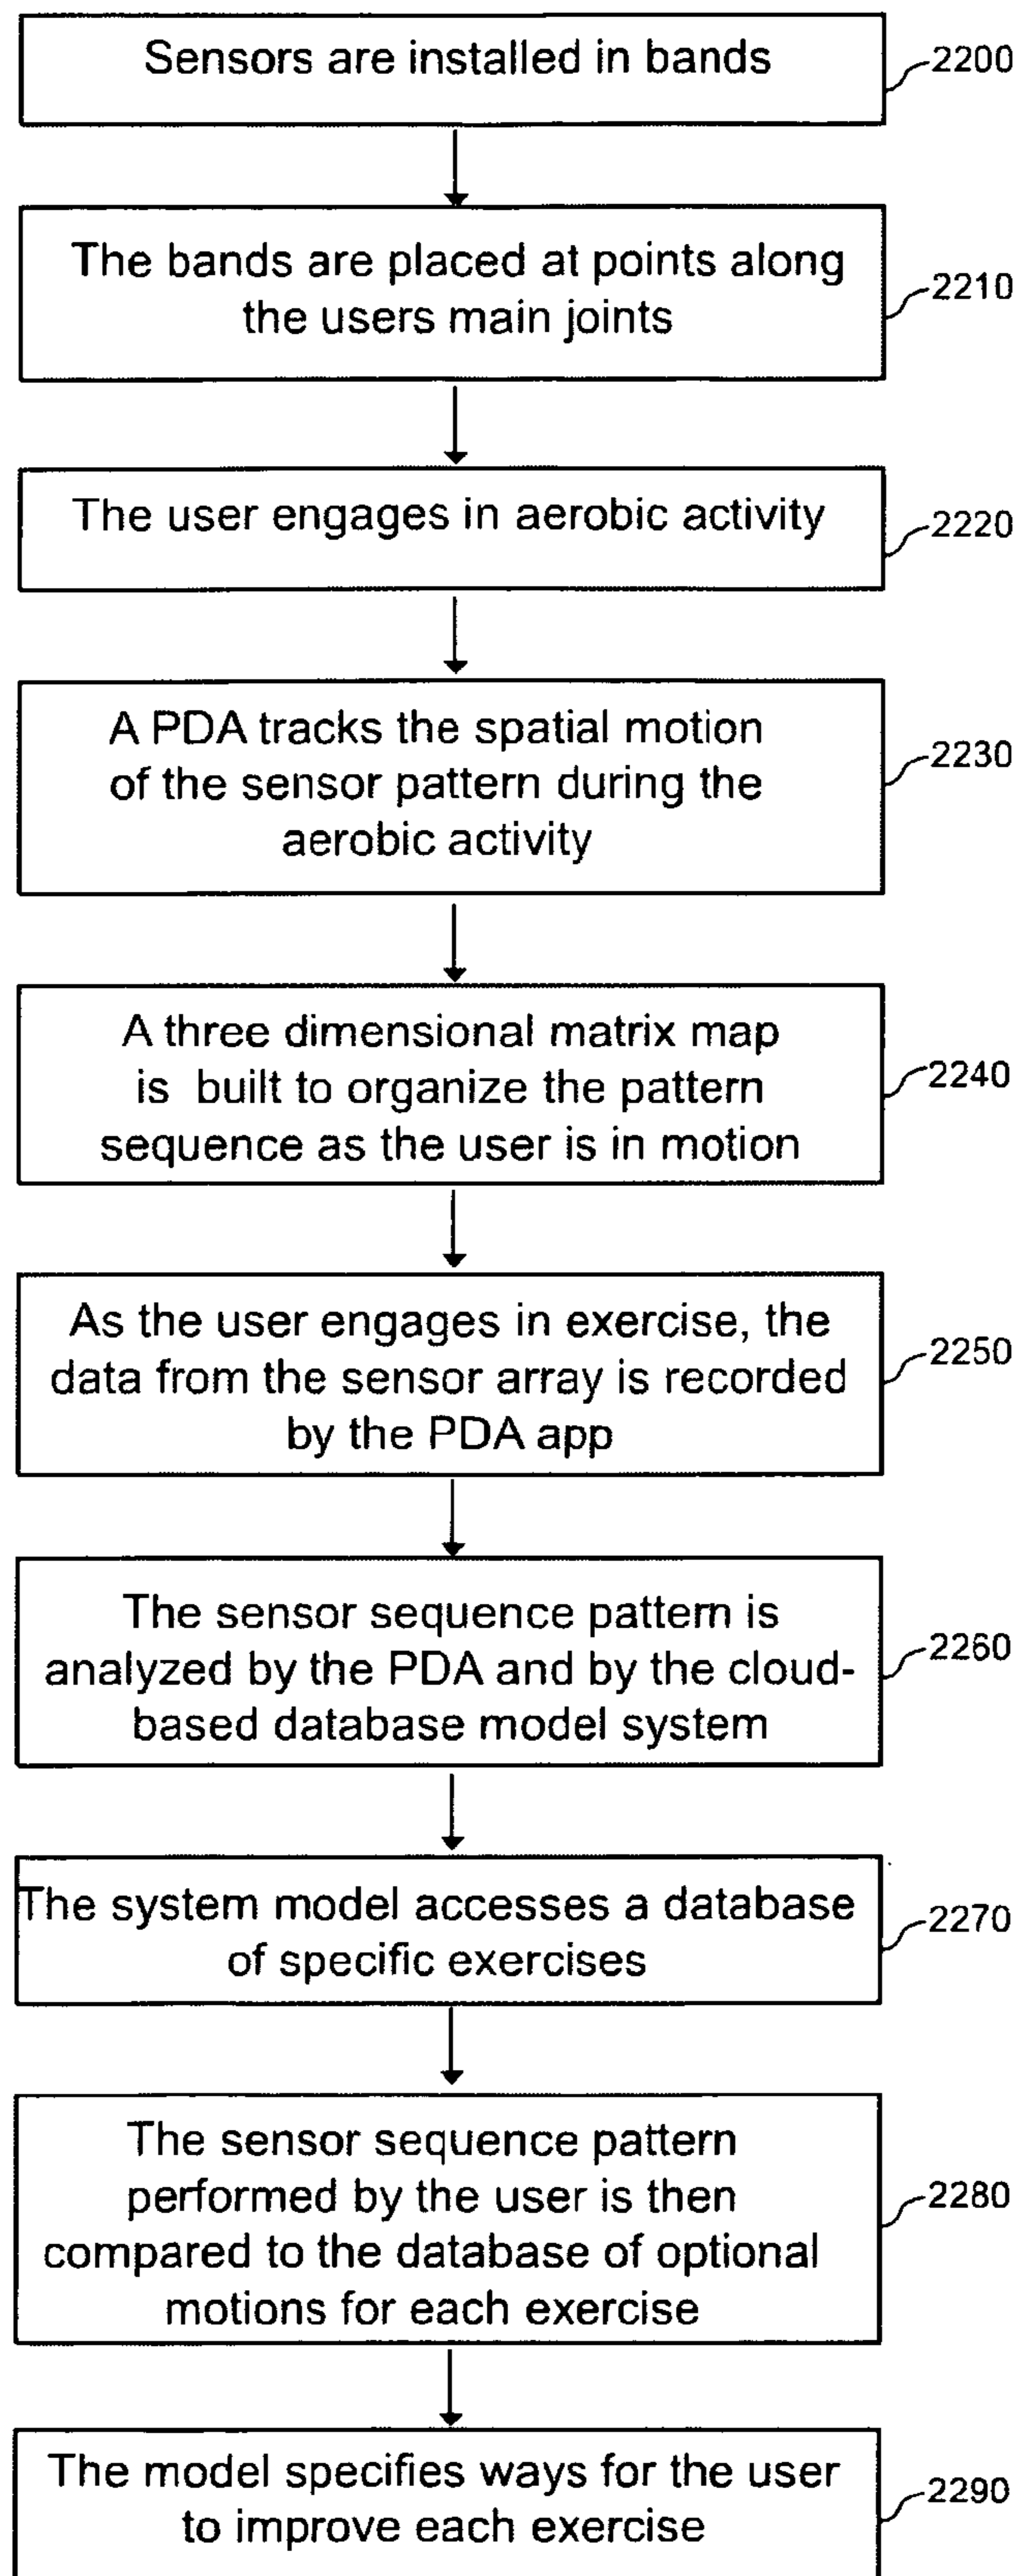 Sensors are installed in bands
2200
The bands are placed at points along
the users main joints
2210
The user engages in aerobic activity
2220
A PDA tracks the spatial motion
of the sensor pattern during the
aerobic activity
2230
A three dimensional matrix map
is built to organize the pattern
sequence as the user is in motion
2240
As the user engages in exercise, the
data from the sensor array is recorded
by the PDA app
2250
The sensor sequence pattern is
analyzed by the PDA and by the cloud-
based database model system
2260
The system model accesses a database
of specific exercises
2270
The sensor sequence pattern
performed by the user is then
compared to the database of optional
motions for each exercise
2280
The model specifies ways for the user
to improve each exercise
2290